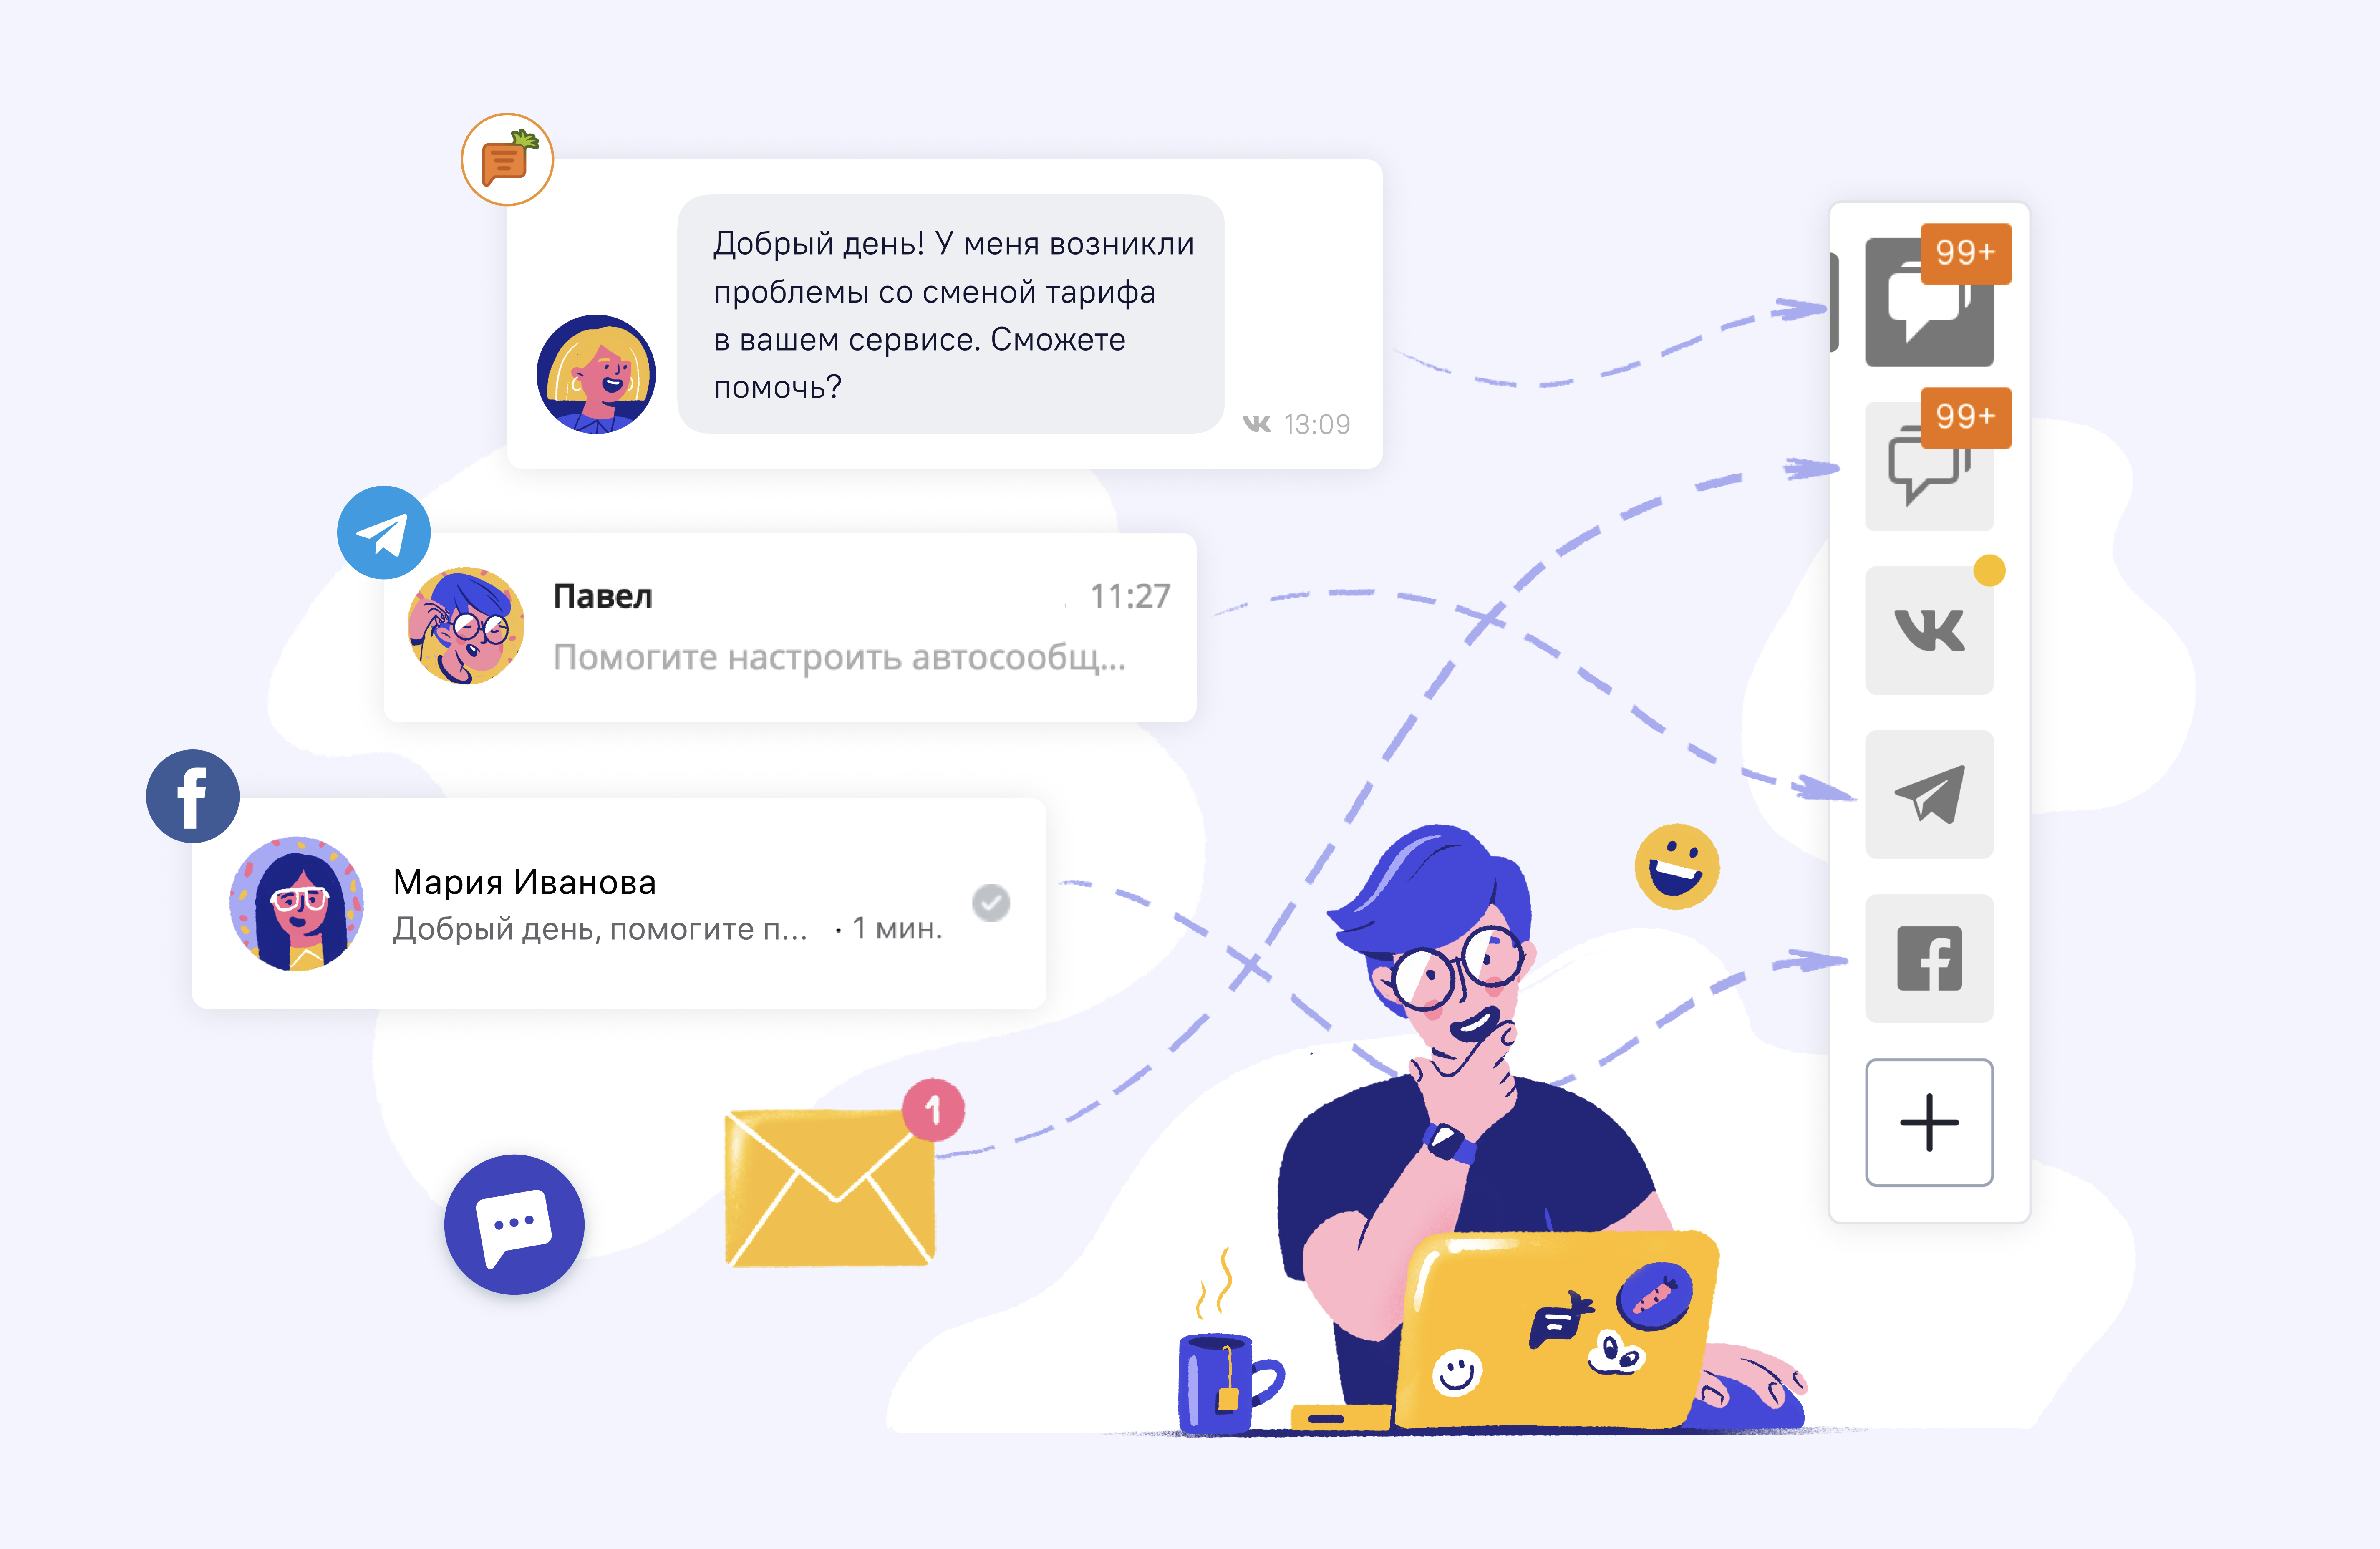 Добрый день! У меня возникли
проблемы со сменой тарифа
в вашем сервисе. Сможете
помочь?
13:09
Павел 11:27
Помогите настроить автосообщ...
Мария Иванова
Добрый день, помогите п... · 1 мин.
1
99+
99+